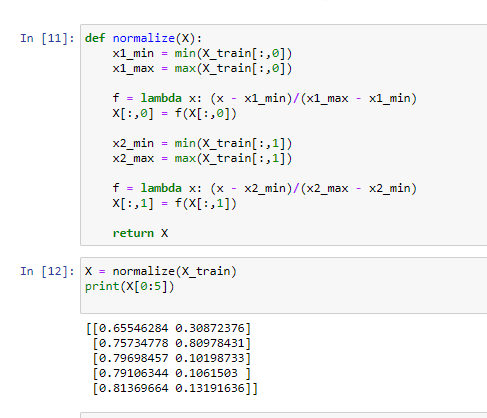 In [11]: def normalize(X):
x1_min = min(X_train[:,0])
x1_max = max(X_train[:,0])
f = lambda x: (x - x1_min)/(x1_max - x1_min)
X[:,0] = f(X[:,0])
x2_min = min(X_train[:,1])
x2_max = max(X_train[:,1])
f = lambda x: (x - x2_min)/(x2_max - x2_min)
X[:,1] = f(X[:,1])
return X
In [12]: X = normalize(X_train)
print(X[0:5])
[[0.65546284 0.30872376]
[0.75734778 0.80978431]
[0.79698457 0.10198733]
[0.79106344 0.1061503 ]
[0.81369664 0.13191636]]